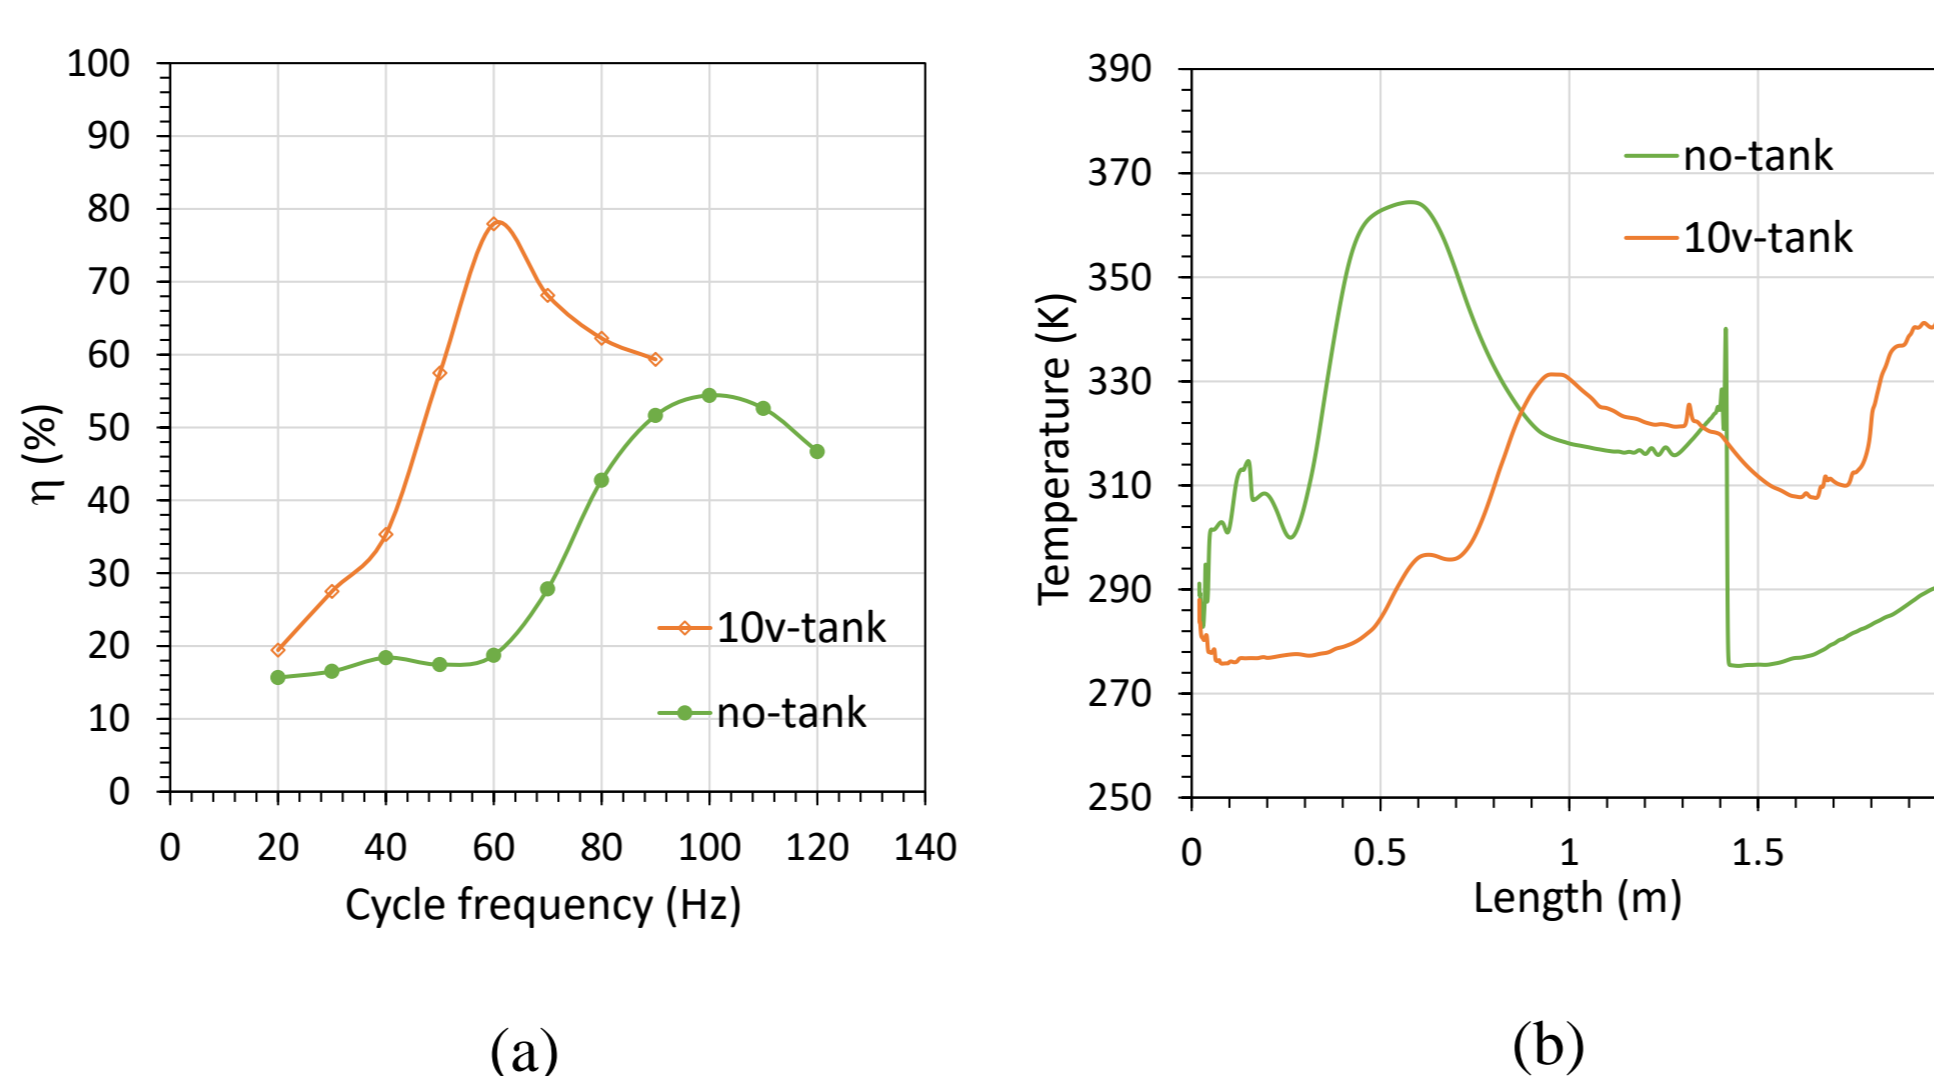 100
90
80
70
60
50
40
30
20
10
0
η (%)
10v-tank
no-tank
0 20 40 60 80 100 120 140
Cycle frequency (Hz)
(a)
390
370
350
330
310
290
270
250
Temperature (K)
no-tank
10v-tank
0 0.5 1 1.5
Length (m)
(b)